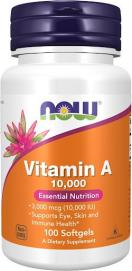 NOW
Vitamin A
10,000
Essential Nutrition
• 3,000 mcg (10,000 IU)
• Supports Eye, Skin and
Immune Health*
100 Softgels
A Dietary Supplement